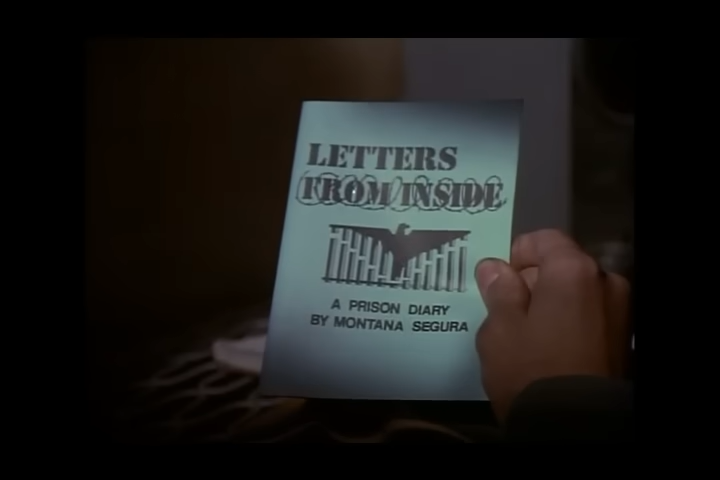 LETTERS
FROM INSIDE
A PRISON DIARY
BY MONTANA SEGURA